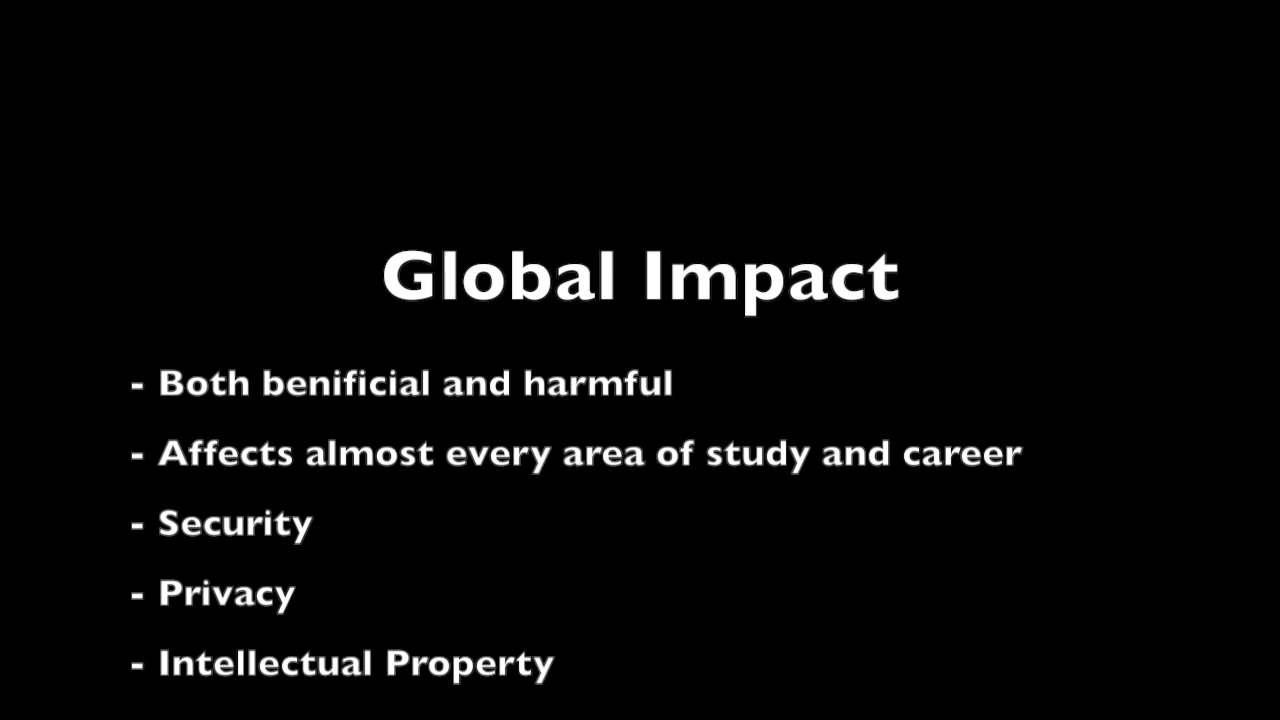 Global Impact
- Both benificial and harmful
- Affects almost every area of study and career
- Security
- Privacy
- Intellectual Property